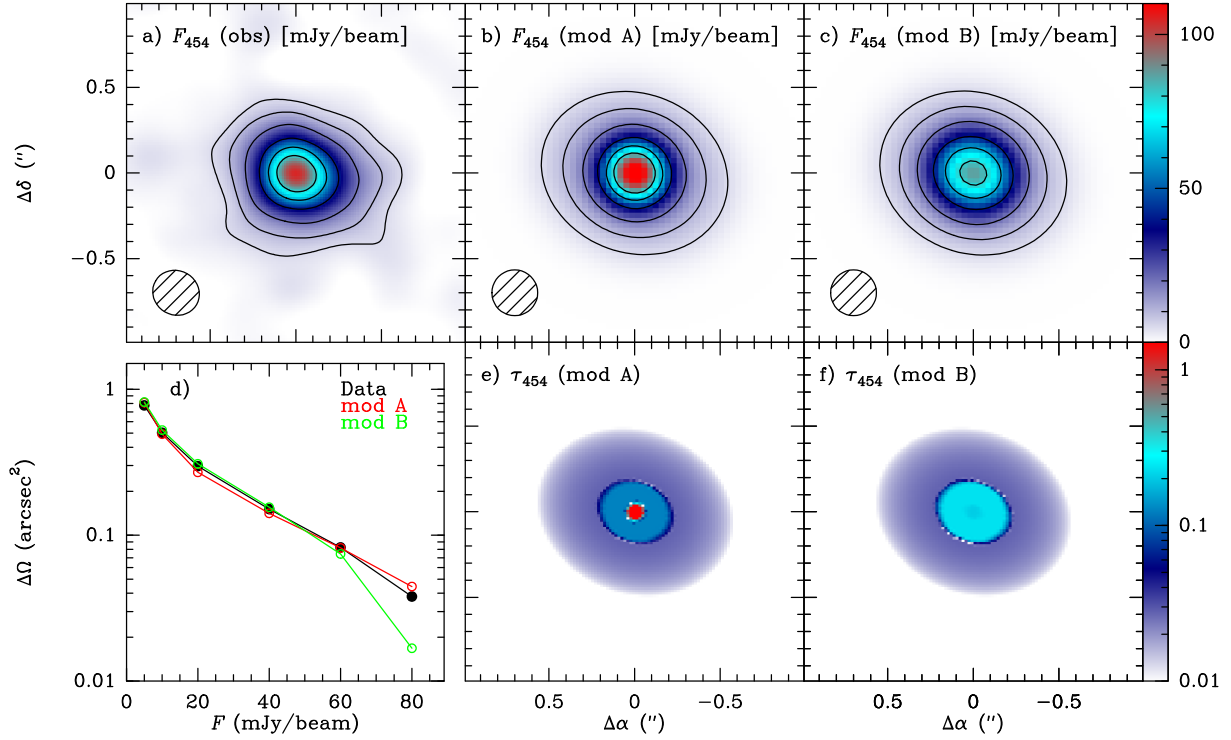 a) F₄₅₄ (obs) [mJy/beam]
b) F₄₅₄ (mod A) [mJy/beam]
c) F₄₅₄ (mod B) [mJy/beam]
0.5
0
−0.5
Δδ (″)
100
50
0
d)
Data
mod A
mod B
1
0.1
0.01
ΔΩ (arcsec²)
0
20
40
60
80
F (mJy/beam)
e) τ₄₅₄ (mod A)
0.5
0
−0.5
Δα (″)
f) τ₄₅₄ (mod B)
0.5
0
−0.5
Δα (″)
1
0.1
0.01